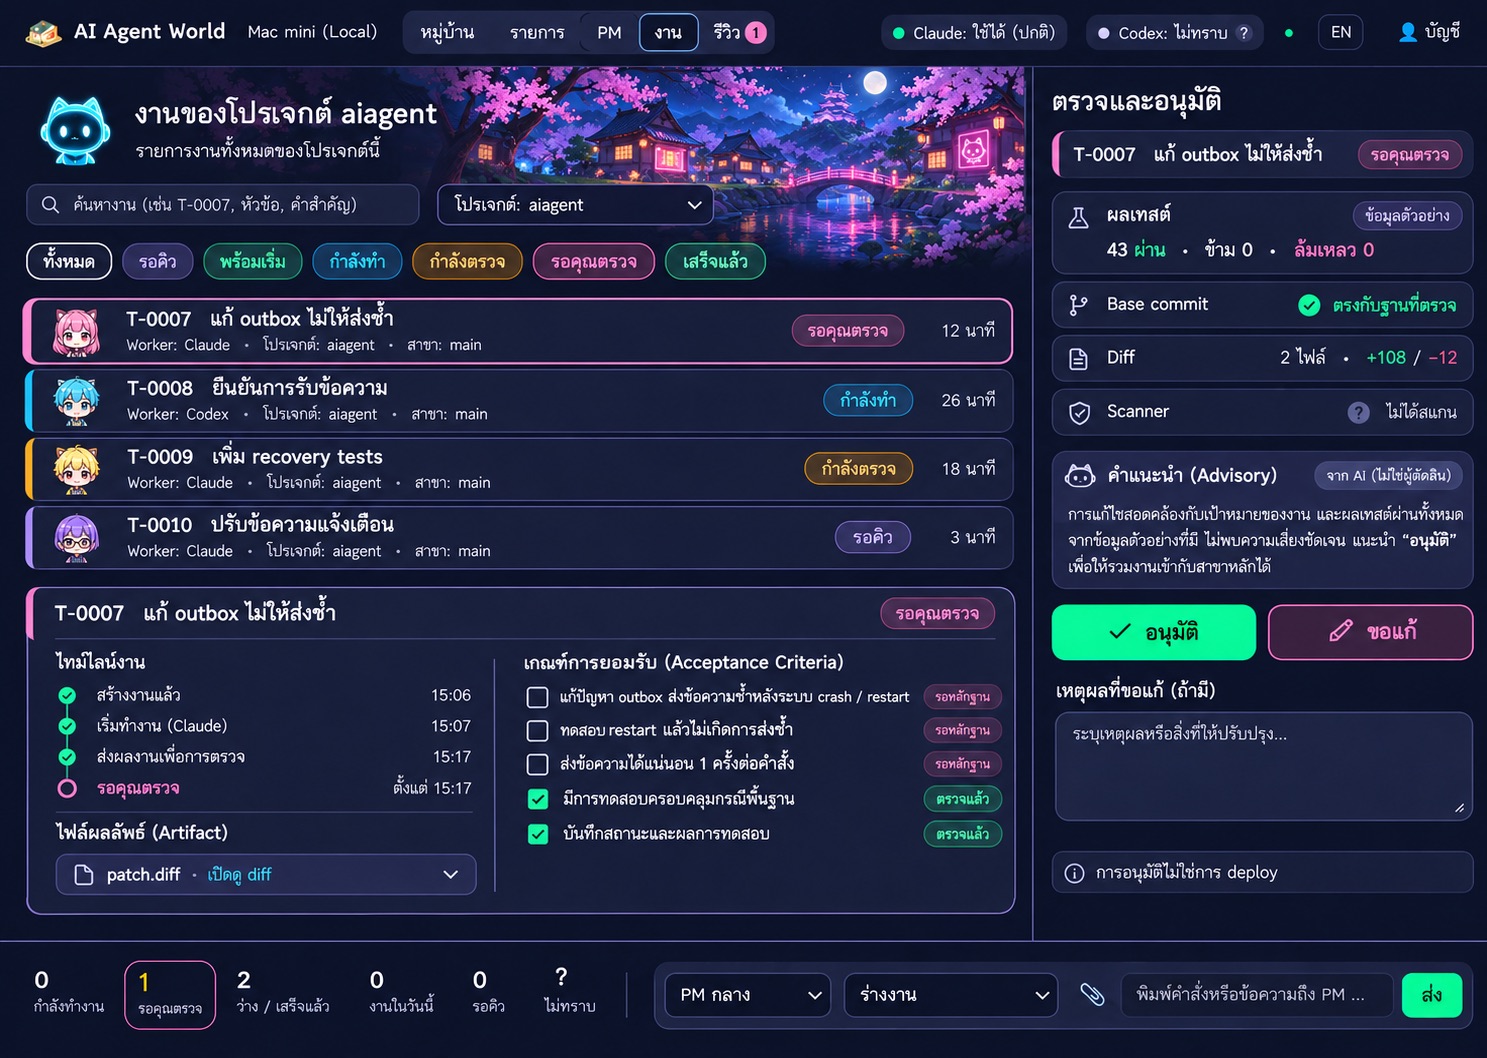 AI Agent World Mac mini (Local) หมู่บ้าน รายการ PM งาน รีวิว 1 Claude: ใช้ได้ (ปกติ) Codex: ไม่ทราบ ? EN บัญชี
งานของโปรเจกต์ aiagent
รายการงานทั้งหมดของโปรเจกต์นี้
ค้นหางาน (เช่น T-0007, หัวข้อ, คำสำคัญ) โปรเจกต์: aiagent
ทั้งหมด รอคิว พร้อมเริ่ม กำลังทำ กำลังตรวจ รอคุณตรวจ เสร็จแล้ว
T-0007 แก้ outbox ไม่ให้ส่งซ้ำ
Worker: Claude • โปรเจกต์: aiagent • สาขา: main
รอคุณตรวจ 12 นาที
T-0008 ยืนยันการรับข้อความ
Worker: Codex • โปรเจกต์: aiagent • สาขา: main
กำลังทำ 26 นาที
T-0009 เพิ่ม recovery tests
Worker: Claude • โปรเจกต์: aiagent • สาขา: main
กำลังตรวจ 18 นาที
T-0010 ปรับข้อความแจ้งเตือน
Worker: Claude • โปรเจกต์: aiagent • สาขา: main
รอคิว 3 นาที
T-0007 แก้ outbox ไม่ให้ส่งซ้ำ รอคุณตรวจ
ไทม์ไลน์งาน
สร้างงานแล้ว 15:06
เริ่มทำงาน (Claude) 15:07
ส่งผลงานเพื่อการตรวจ 15:17
รอคุณตรวจ ตั้งแต่ 15:17
ไฟล์ผลลัพธ์ (Artifact)
patch.diff • เปิดดู diff
เกณฑ์การยอมรับ (Acceptance Criteria)
แก้ปัญหา outbox ส่งข้อความซ้ำหลังระบบ crash / restart รอหลักฐาน
ทดสอบ restart แล้วไม่เกิดการส่งซ้ำ รอหลักฐาน
ส่งข้อความได้แน่นอน 1 ครั้งต่อคำสั่ง รอหลักฐาน
มีการทดสอบครอบคลุมกรณีพื้นฐาน ตรวจแล้ว
บันทึกสถานะและผลการทดสอบ ตรวจแล้ว
ตรวจและอนุมัติ
T-0007 แก้ outbox ไม่ให้ส่งซ้ำ รอคุณตรวจ
ผลเทสต์ ข้อมูลตัวอย่าง
43 ผ่าน • ข้าม 0 • ล้มเหลว 0
Base commit ตรงกับฐานที่ตรวจ
Diff 2 ไฟล์ • +108 / −12
Scanner ? ไม่ได้สแกน
คำแนะนำ (Advisory) จาก AI (ไม่ใช่ผู้ตัดสิน)
การแก้ไขสอดคล้องกับเป้าหมายของงาน และผลเทสต์ผ่านทั้งหมด
จากข้อมูลตัวอย่างที่มี ไม่พบความเสี่ยงชัดเจน แนะนำ “อนุมัติ”
เพื่อให้รวมงานเข้ากับสาขาหลักได้
อนุมัติ ขอแก้
เหตุผลที่ขอแก้ (ถ้ามี)
ระบุเหตุผลหรือสิ่งที่ให้ปรับปรุง...
การอนุมัติไม่ใช่การ deploy
0 1 2 0 0 ?
กำลังทำงาน รอคุณตรวจ ว่าง / เสร็จแล้ว งานในวันนี้ รอคิว ไม่ทราบ
PM กลาง ร่างงาน พิมพ์คำสั่งหรือข้อความถึง PM ... ส่ง